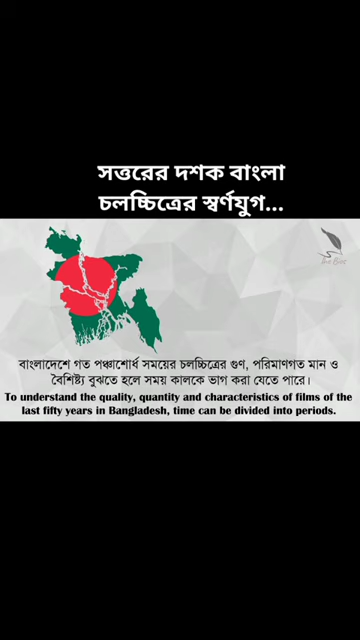 সত্তরের দশক বাংলা
চলচ্চিত্রের স্বর্ণযুগ...
বাংলাদেশে গত পঞ্চাশোর্ধ সময়ের চলচ্চিত্রের গুণ, পরিমাণগত মান ও
বৈশিষ্ট্য বুঝতে হলে সময় কালকে ভাগ করা যেতে পারে।
To understand the quality, quantity and characteristics of films of the
last fifty years in Bangladesh, time can be divided into periods.